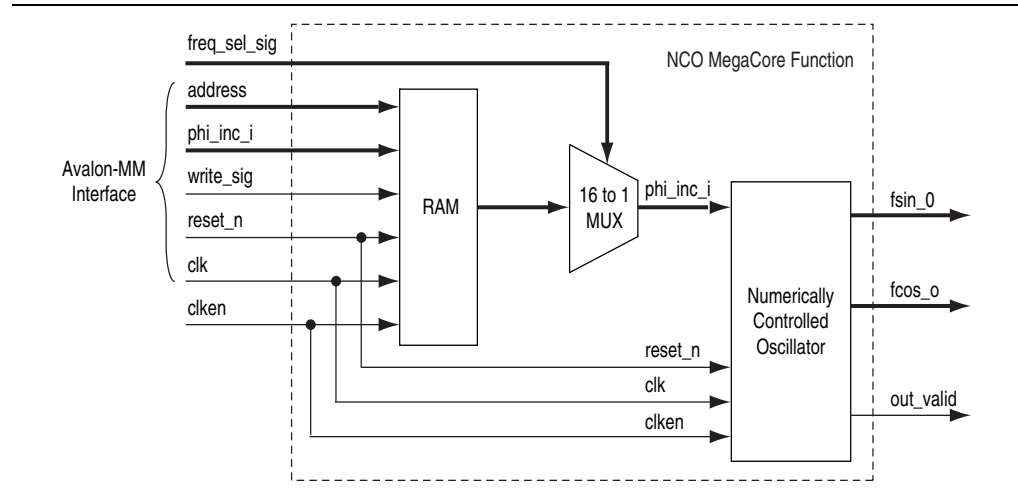 freq_sel_sig
NCO MegaCore Function
address
phi_inc_i
Avalon-MM
Interface
write_sig
reset_n
clk
clken
RAM
16 to 1
MUX
phi_inc_i
fsin_0
fcos_o
out_valid
Numerically
Controlled
Oscillator
reset_n
clk
clken